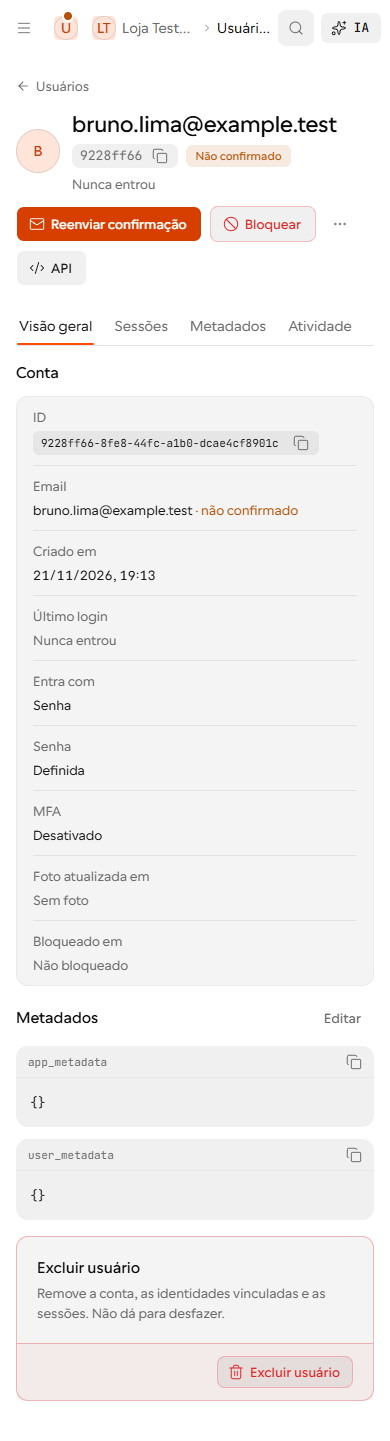 U LT Loja Test... Usuári... IA
Usuários
B
bruno.lima@example.test
9228ff66 Não confirmado
Nunca entrou
Reenviar confirmação Bloquear ...
</> API
Visão geral Sessões Metadados Atividade
Conta
ID
9228ff66-8fe8-44fc-a1b0-dcae4cf8901c
Email
bruno.lima@example.test · não confirmado
Criado em
21/11/2026, 19:13
Último login
Nunca entrou
Entra com
Senha
Senha
Definida
MFA
Desativado
Foto atualizada em
Sem foto
Bloqueado em
Não bloqueado
Metadados Editar
app_metadata
{}
user_metadata
{}
Excluir usuário
Remove a conta, as identidades vinculadas e as
sessões. Não dá para desfazer.
Excluir usuário